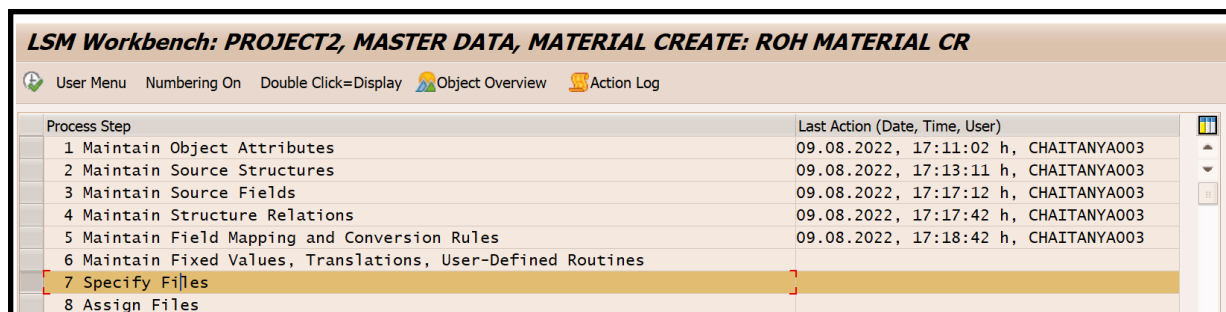 LSM Workbench: PROJECT2, MASTER DATA, MATERIAL CREATE: ROH MATERIAL CR
User Menu Numbering On Double Click=Display Object Overview Action Log
Process Step Last Action (Date, Time, User)
1 Maintain Object Attributes 09.08.2022, 17:11:02 h, CHAITANYA003
2 Maintain Source Structures 09.08.2022, 17:13:11 h, CHAITANYA003
3 Maintain Source Fields 09.08.2022, 17:17:12 h, CHAITANYA003
4 Maintain Structure Relations 09.08.2022, 17:17:42 h, CHAITANYA003
5 Maintain Field Mapping and Conversion Rules 09.08.2022, 17:18:42 h, CHAITANYA003
6 Maintain Fixed Values, Translations, User-Defined Routines
7 Specify Files
8 Assign Files